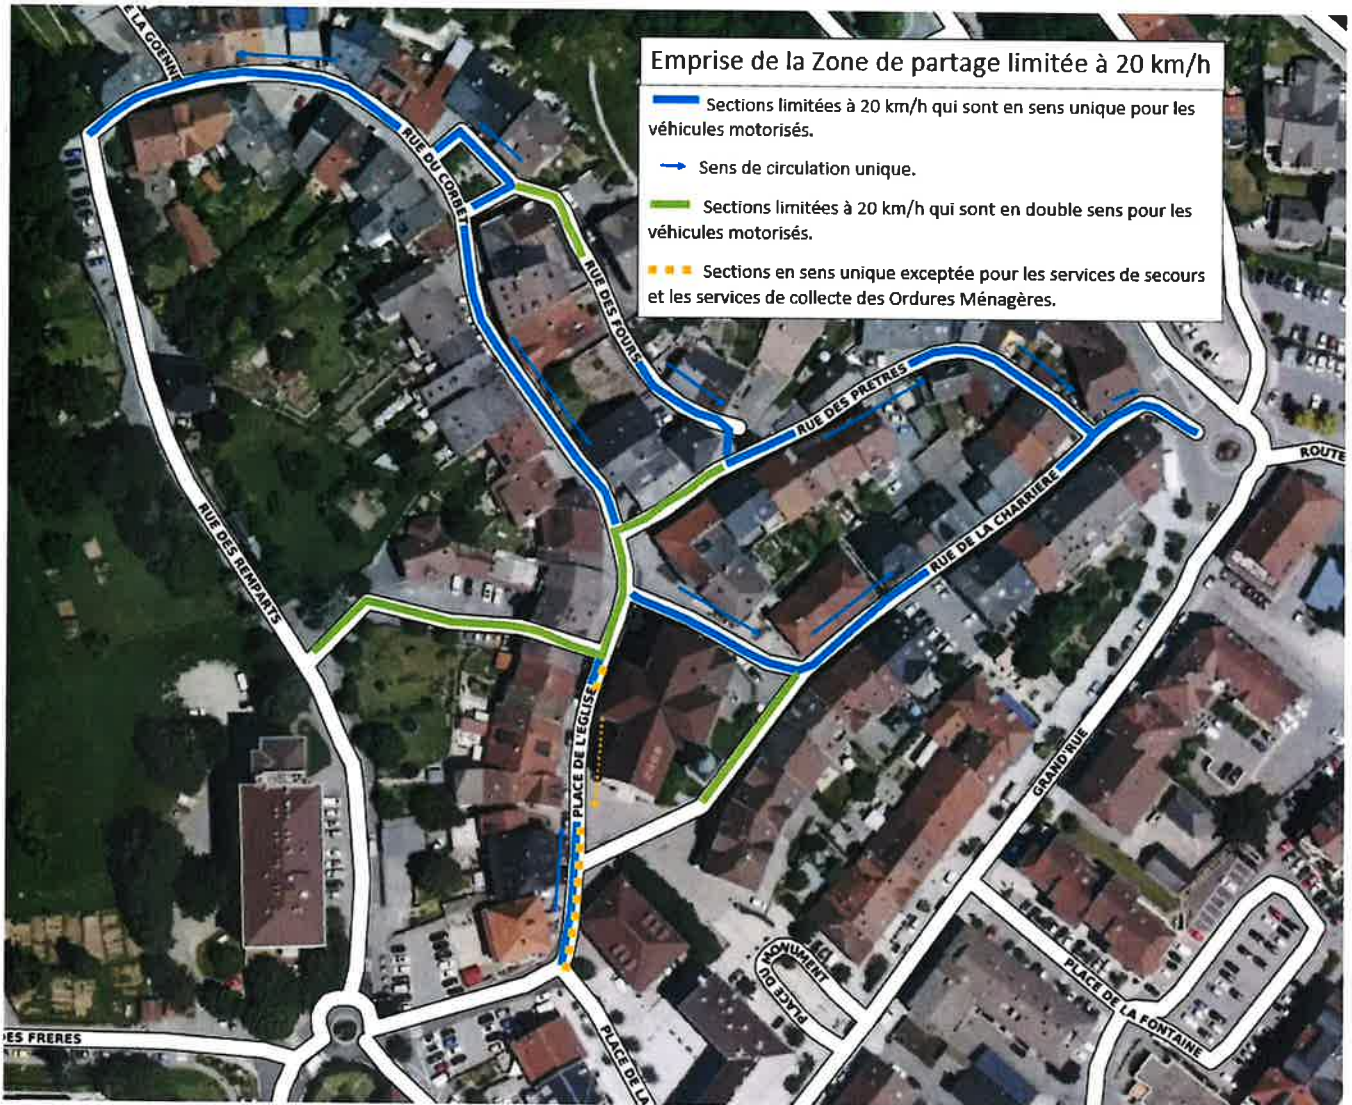 Emprise de la Zone de partage limitée à 20 km/h
Sections limitées à 20 km/h qui sont en sens unique pour les
véhicules motorisés.
Sens de circulation unique.
Sections limitées à 20 km/h qui sont en double sens pour les
véhicules motorisés.
Sections en sens unique exceptée pour les services de secours
et les services de collecte des Ordures Ménagères.
E LA GOENN
RUE DU CORBET
RUE DES FOURS
RUE DES PRETRES
ROUTE
RUE DE LA CHARRIERE
RUE DES REMPARTS
PLACE DE L'EGLISE
GRAND'RUE
PLACE DU MONUMENT
PLACE DE LA FONTAINE
DES FRERES
PLACE DE LA